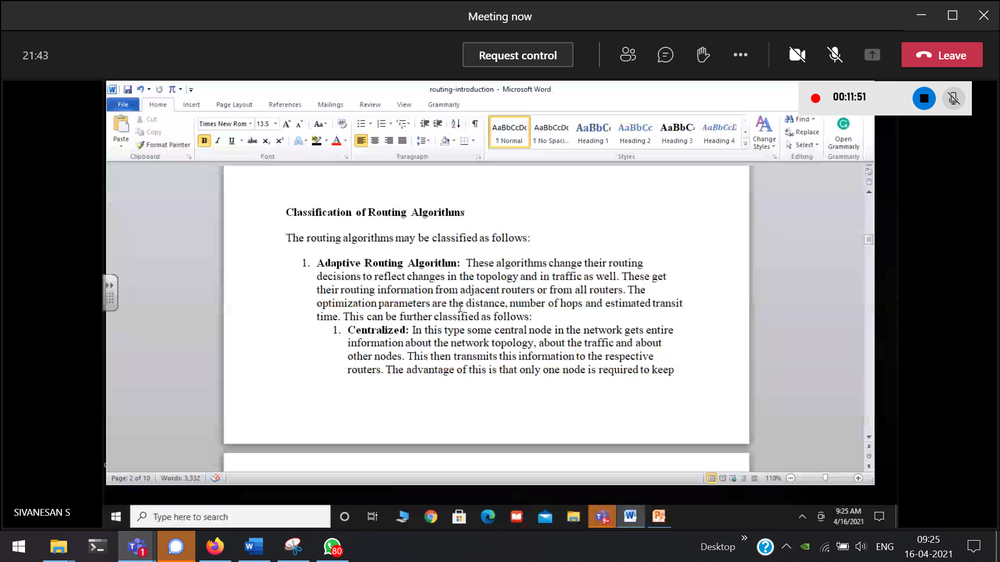 Meeting now
21:43
Request control
Leave
routing-introduction - Microsoft Word
00:11:51
File Home Insert Page Layout References Mailings Review View Grammarly
Paste
Cut
Copy
Format Painter
Clipboard
Times New Rom 13.5
Font
Paragraph
AaBbCcDc AaBbCcDc AaBbC AaBbCc AaBbC AaBbCcD
¶ Normal ¶ No Spaci... Heading 1 Heading 2 Heading 3 Heading 4
Styles
Change Styles
Find
Replace
Select
Editing
Open Grammarly
Grammarly
Classification of Routing Algorithms
The routing algorithms may be classified as follows:
1. Adaptive Routing Algorithm: These algorithms change their routing
decisions to reflect changes in the topology and in traffic as well. These get
their routing information from adjacent routers or from all routers. The
optimization parameters are the distance, number of hops and estimated transit
time. This can be further classified as follows:
1. Centralized: In this type some central node in the network gets entire
information about the network topology, about the traffic and about
other nodes. This then transmits this information to the respective
routers. The advantage of this is that only one node is required to keep
Page: 2 of 10 Words: 3,332
110%
SIVANESAN S
Type here to search
9+
9:25 AM
4/16/2021
1
80
Desktop
ENG
09:25
16-04-2021